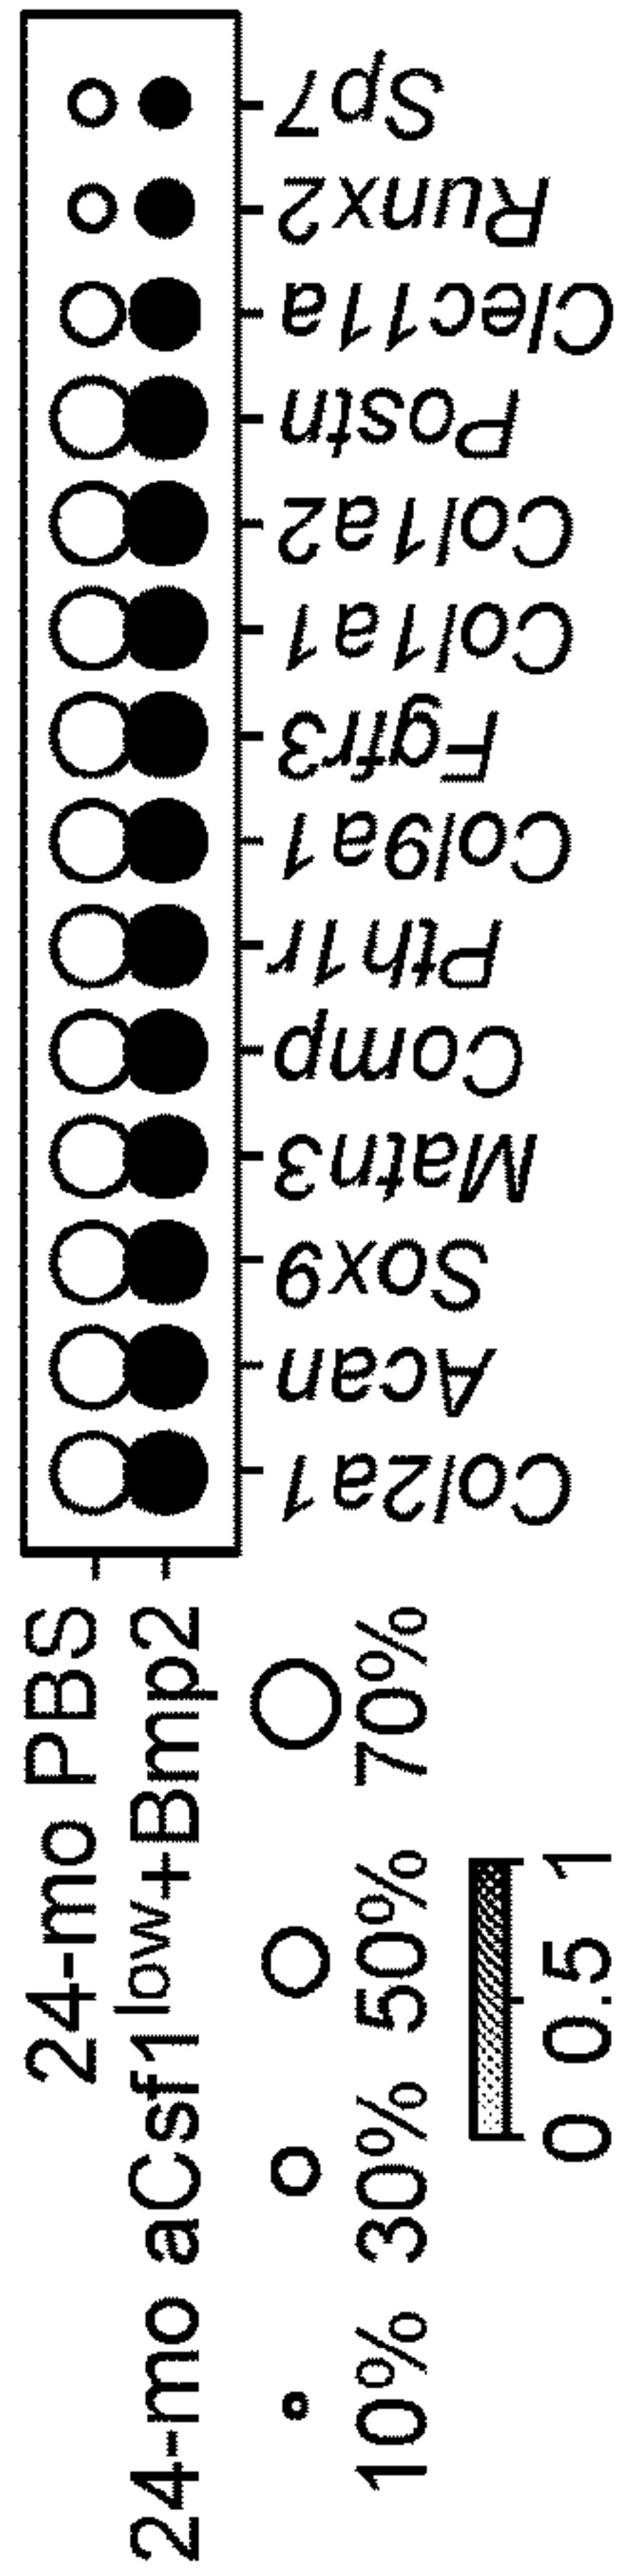 24-mo PBS
24-mo aCsf1low+Bmp2
Col2a1
Acan
Sox9
Matn3
Comp
Pth1r
Col9a1
Fgfr3
Col1a1
Col1a2
Postn
Clec11a
Runx2
Sp7
10% 30% 50% 70%
0 0.5 1